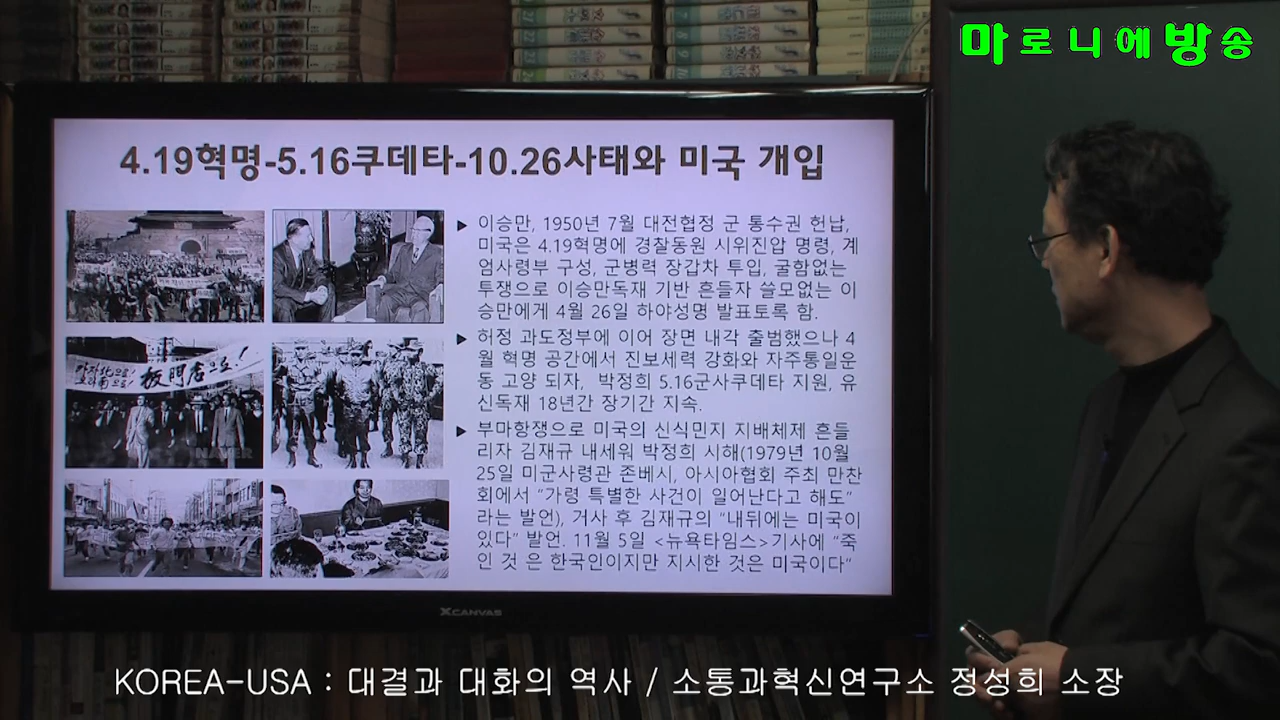 마로니에방송
4.19혁명-5.16쿠데타-10.26사태와 미국 개입
▶ 이승만, 1950년 7월 대전협정 군 통수권 헌납,
미국은 4.19혁명에 경찰동원 시위진압 명령, 계
엄사령부 구성, 군병력 장갑차 투입, 굴함없는
투쟁으로 이승만독재 기반 흔들자 쓸모없는 이
승만에게 4월 26일 하야성명 발표토록 함.
▶ 허정 과도정부에 이어 장면 내각 출범했으나 4
월 혁명 공간에서 진보세력 강화와 자주통일운
동 고양 되자, 박정희 5.16군사쿠데타 지원, 유
신독재 18년간 장기간 지속.
▶ 부마항쟁으로 미국의 신식민지 지배체제 흔들
리자 김재규 내세워 박정희 시해(1979년 10월
25일 미군사령관 존베시, 아시아협회 주최 만찬
회에서 "가령 특별한 사건이 일어난다고 해도"
라는 발언), 거사 후 김재규의 "내뒤에는 미국이
있다" 발언. 11월 5일 <뉴욕타임스>기사에 "죽
인 것 은 한국인이지만 지시한 것은 미국이다"
板門店으로!
NAVER
XCANVAS
KOREA-USA : 대결과 대화의 역사 / 소통과혁신연구소 정성희 소장